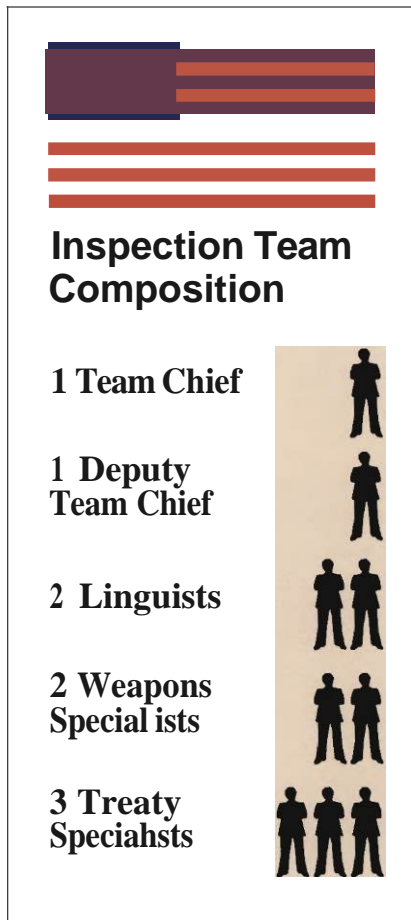 Inspection Team
Composition
1 Team Chief
1 Deputy
Team Chief
2 Linguists
2 Weapons
Special ists
3 Treaty
Speciahsts